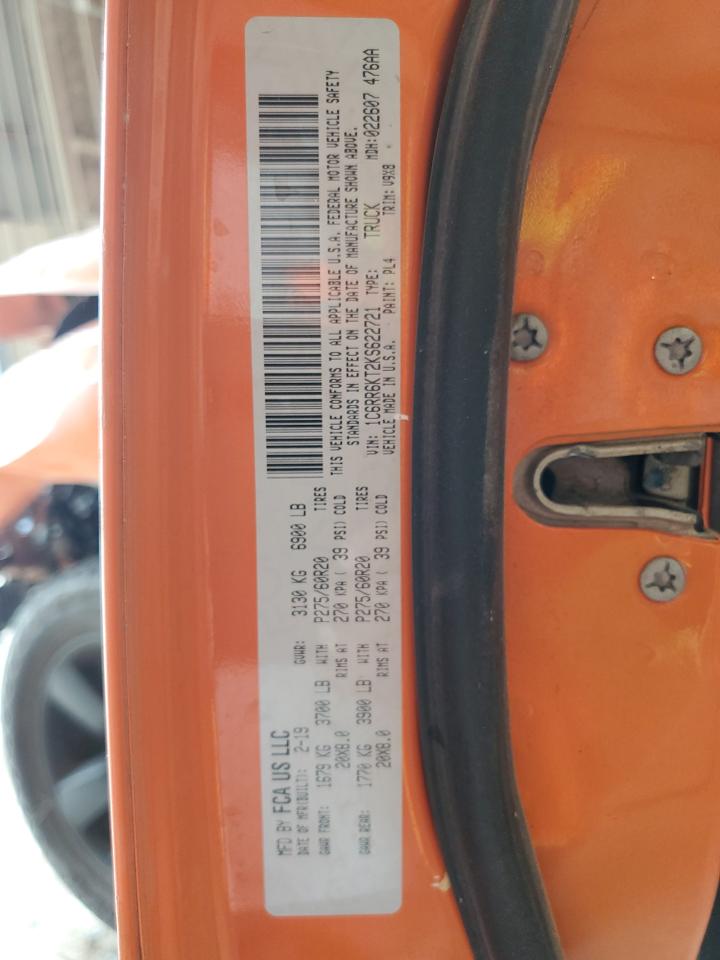 MFD BY FCA US LLC
DATE OF MFR(BUILT): 2-19 GVWR: 3130 KG 6900 LB
GAWR FRONT: 1679 KG 3700 LB WITH P275/60R20 TIRES
20X8.0 RIMS AT 270 KPA ( 39 PSI) COLD
GAWR REAR: 1770 KG 3900 LB WITH P275/60R20 TIRES
20X8.0 RIMS AT 270 KPA ( 39 PSI) COLD
THIS VEHICLE CONFORMS TO ALL APPLICABLE U.S.A. FEDERAL MOTOR VEHICLE SAFETY
STANDARDS IN EFFECT ON THE DATE OF MANUFACTURE SHOWN ABOVE.
VIN: 1C6RR6KT2KS622721 TYPE: TRUCK MDH:022607 476AA
VEHICLE MADE IN U.S.A. PAINT: PL4 TRIM: V9X8